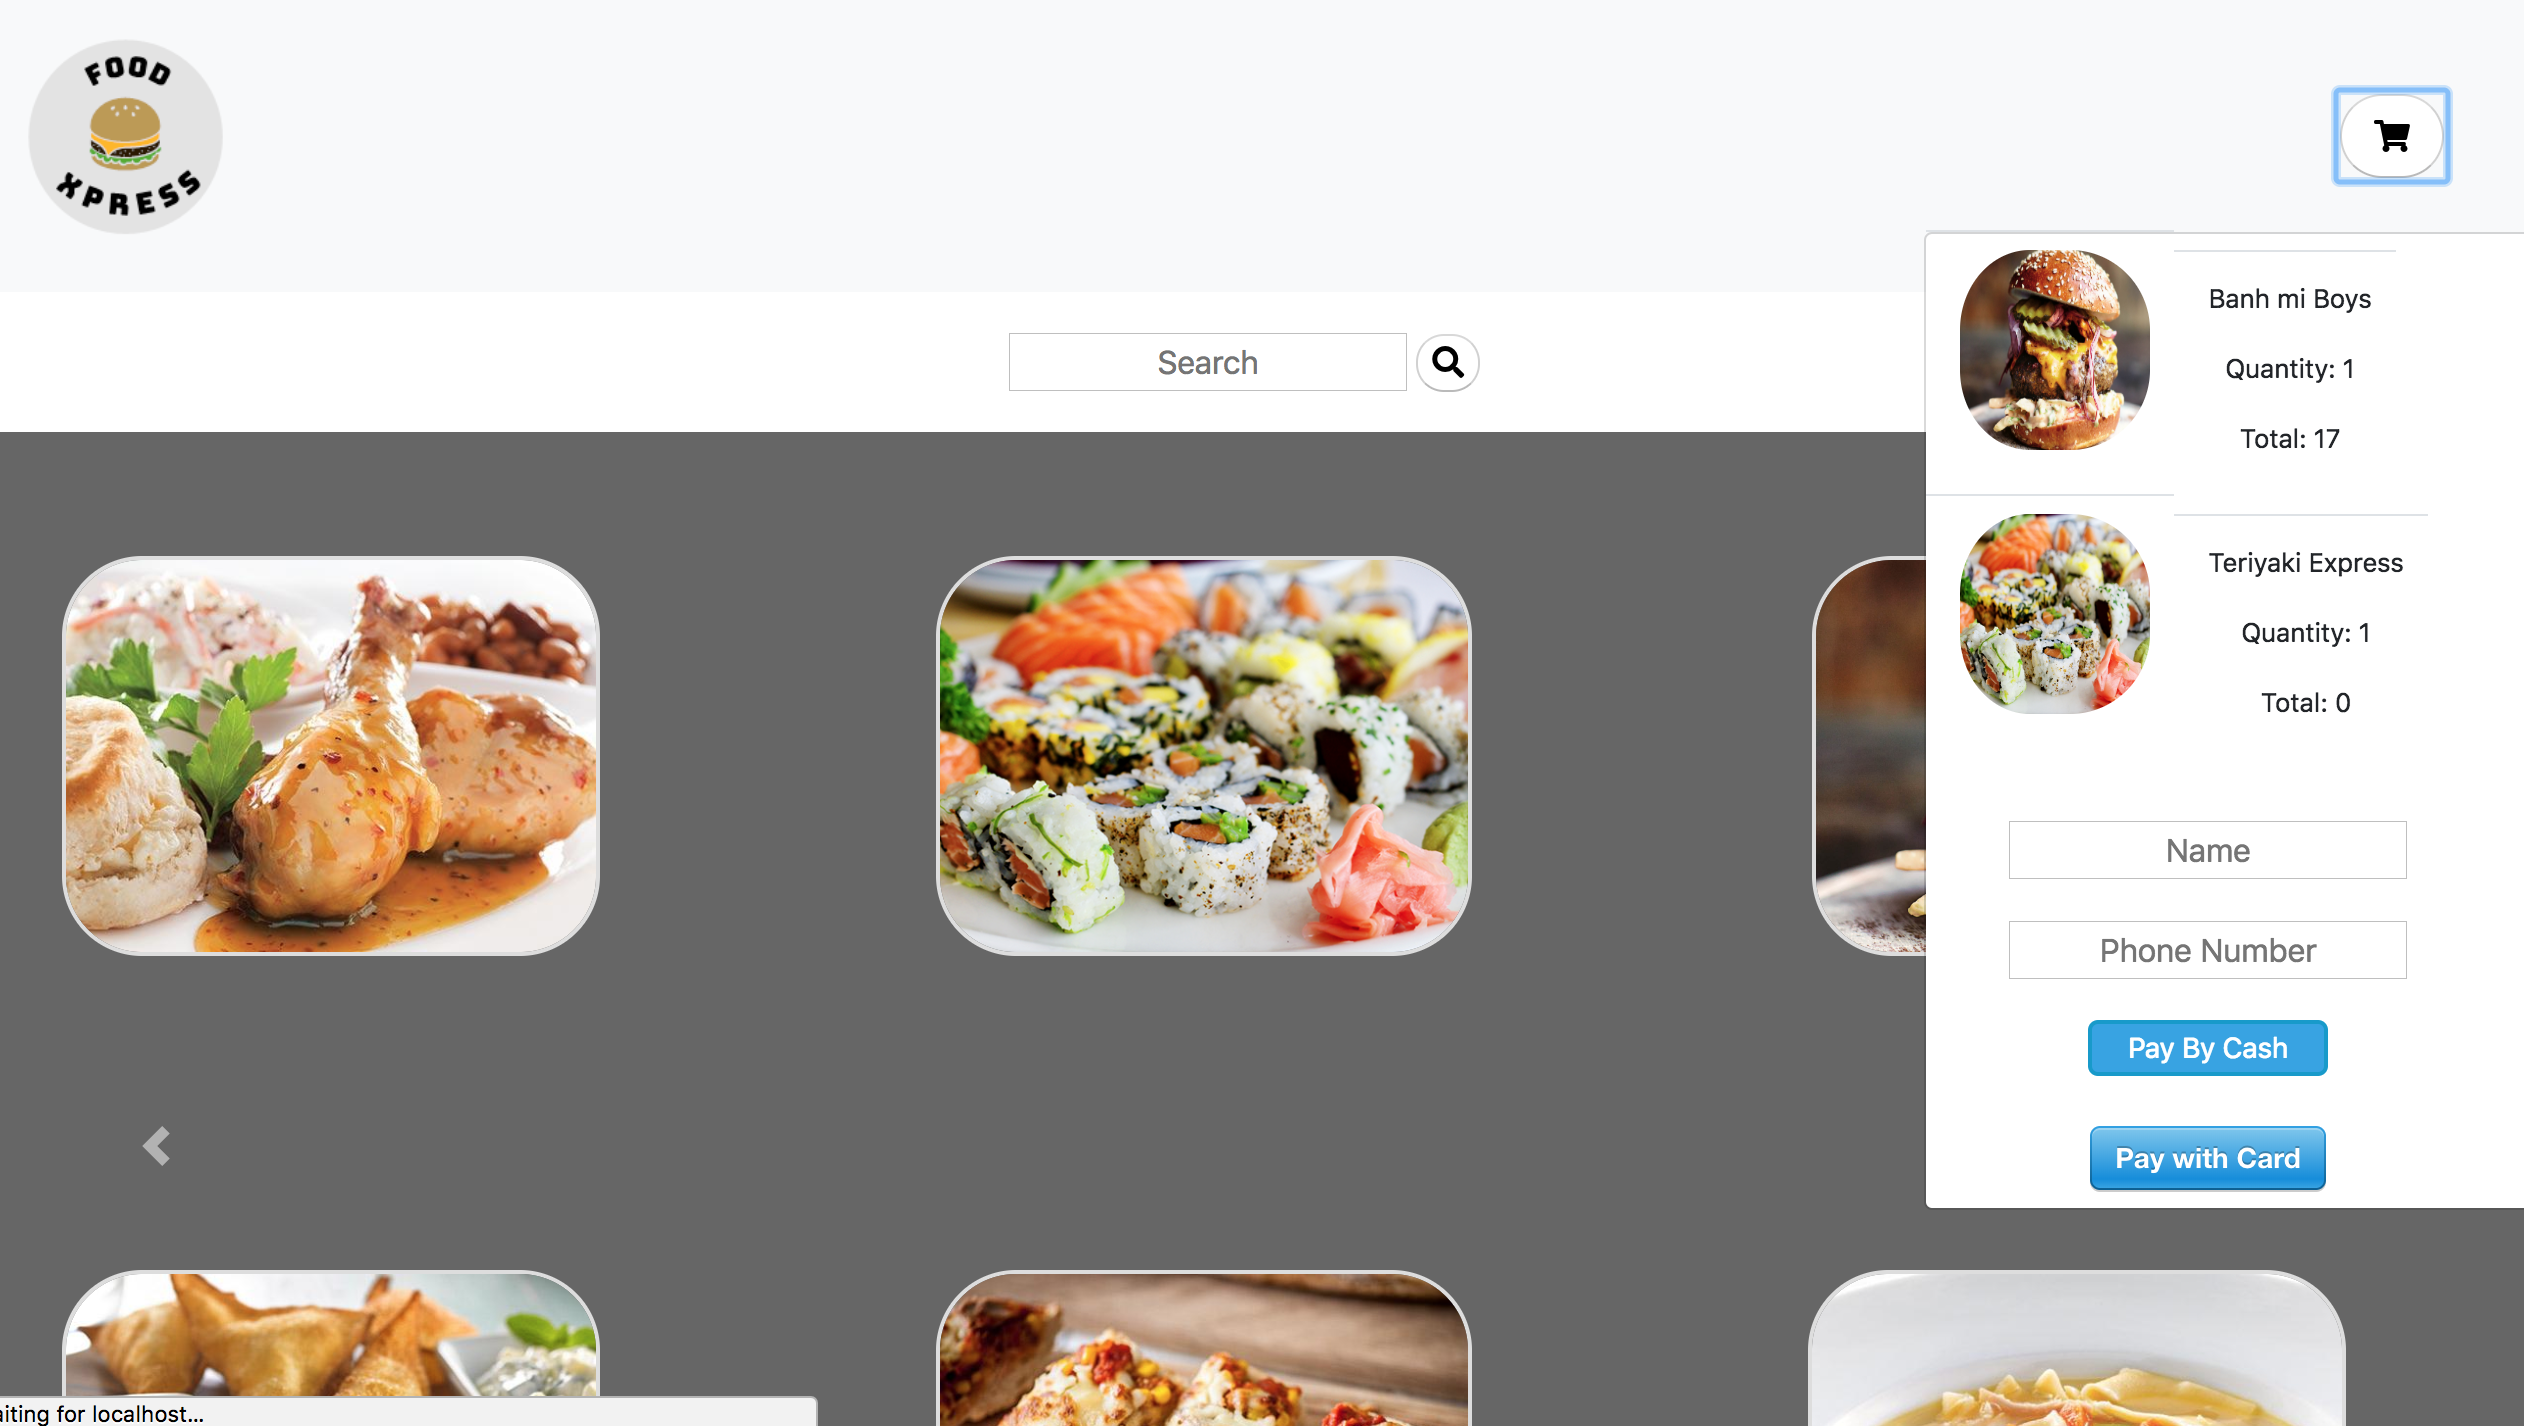 FOOD
XPRESS
Search
Banh mi Boys
Quantity: 1
Total: 17
Teriyaki Express
Quantity: 1
Total: 0
Name
Phone Number
Pay By Cash
Pay with Card
aiting for localhost...